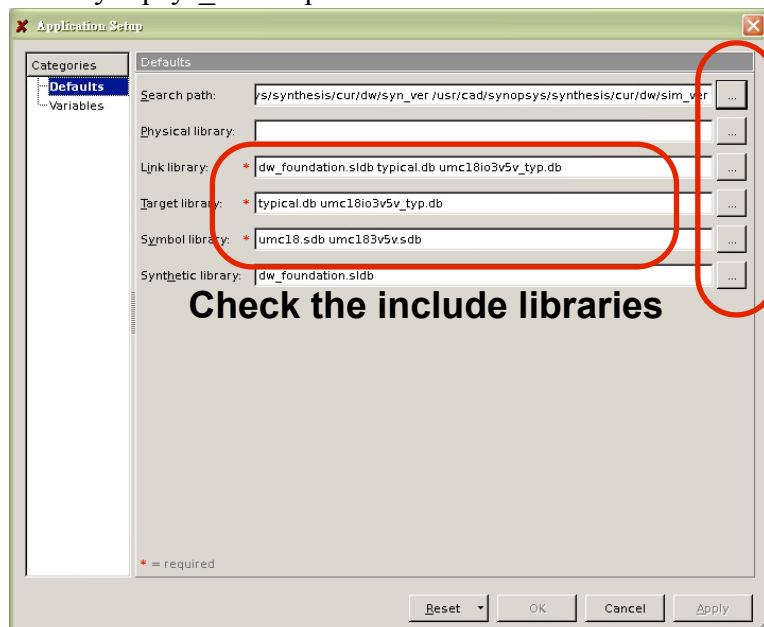 Application Setup
Categories
Defaults
Variables
Defaults
Search path: ys/synthesis/cur/dw/syn_ver /usr/cad/synopsys/synthesis/cur/dw/sim_ver ...
Physical library: ...
Link library: * dw_foundation.sldb typical.db umc18io3v5v_typ.db ...
Target library: * typical.db umc18io3v5v_typ.db ...
Symbol library: * umc18.sdb umc183v5v.sdb ...
Synthetic library: dw_foundation.sldb ...
Check the include libraries
* = required
Reset OK Cancel Apply